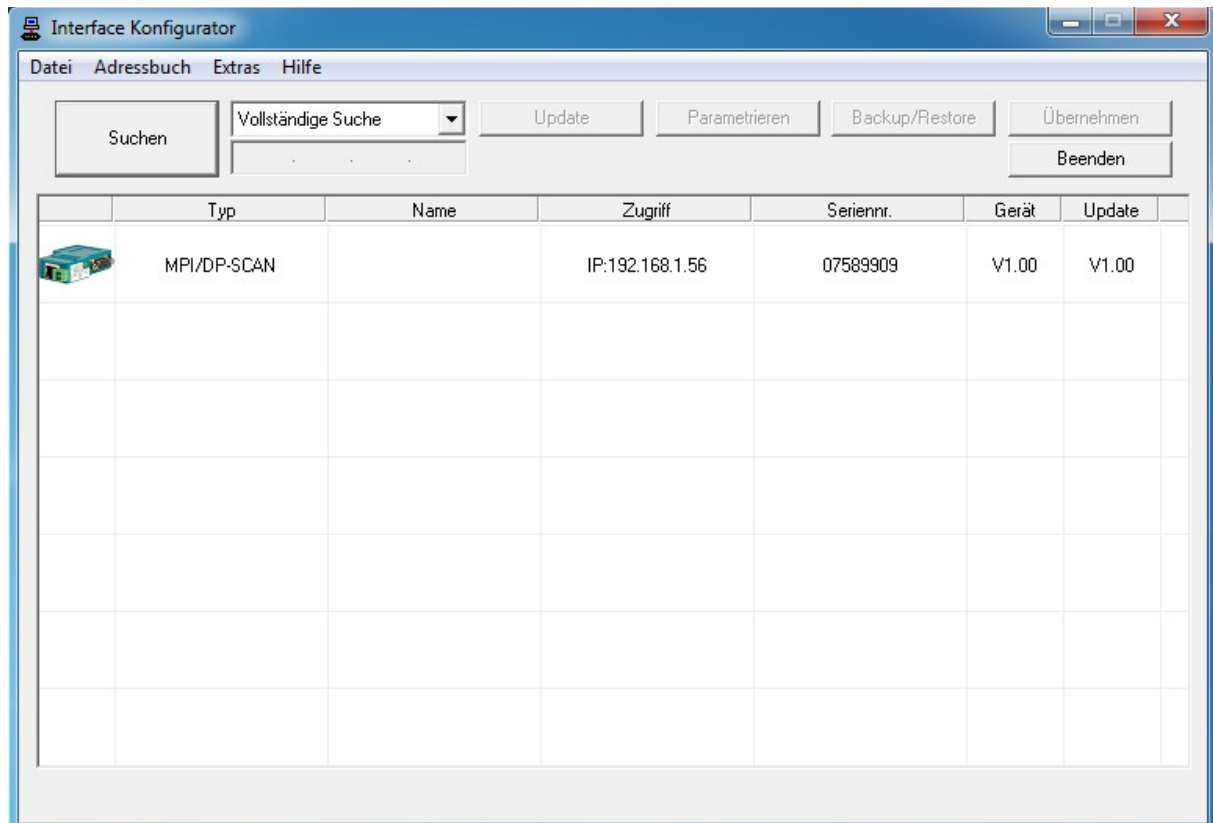 Interface Konfigurator
Datei Adressbuch Extras Hilfe
Suchen Vollständige Suche Update Parametrieren Backup/Restore Übernehmen
. . . Beenden
Typ Name Zugriff Seriennr. Gerät Update
MPI/DP-SCAN IP:192.168.1.56 07589909 V1.00 V1.00